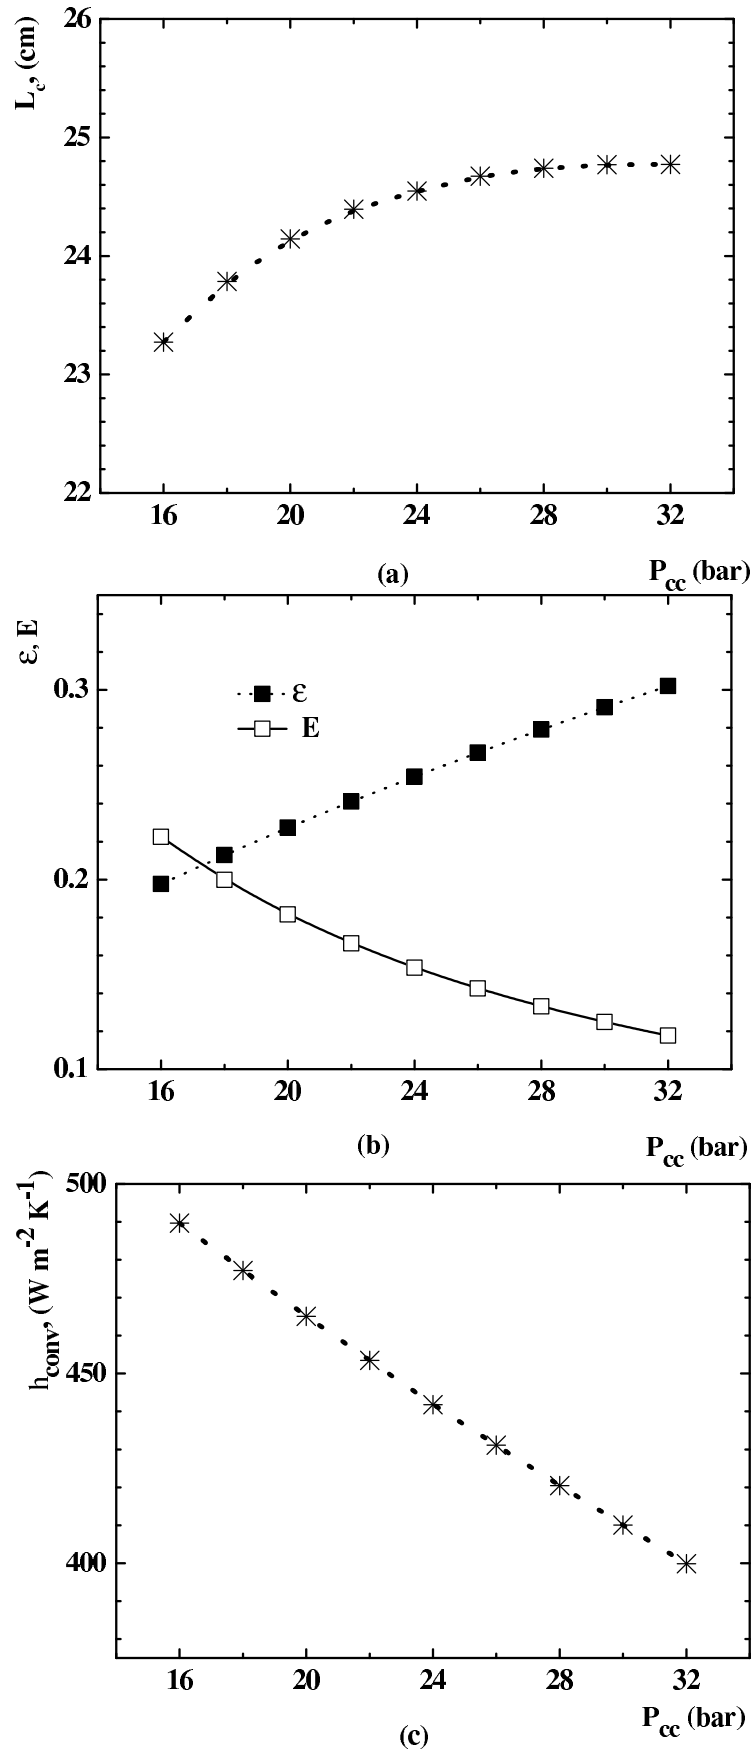 26
L_c, (cm)
25
24
23
22
16 20 24 28 32
(a) P_cc (bar)
ε, E
0.3
ε
E
0.2
0.1
16 20 24 28 32
(b) P_cc (bar)
500
h_conv, (W m^-2 K^-1)
450
400
16 20 24 28 32
P_cc (bar)
(c)